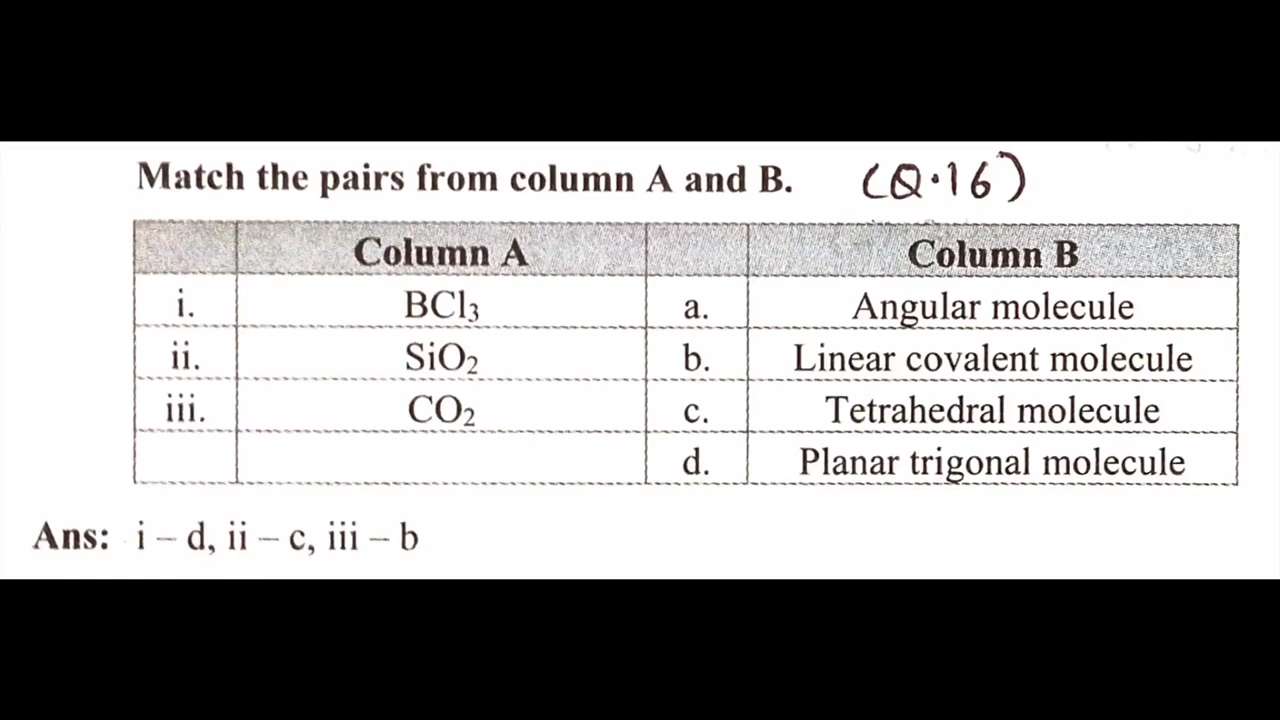 Match the pairs from column A and B. (Q.16)
Column A Column B
i. BCl₃ a. Angular molecule
ii. SiO₂ b. Linear covalent molecule
iii. CO₂ c. Tetrahedral molecule
d. Planar trigonal molecule
Ans: i – d, ii – c, iii – b